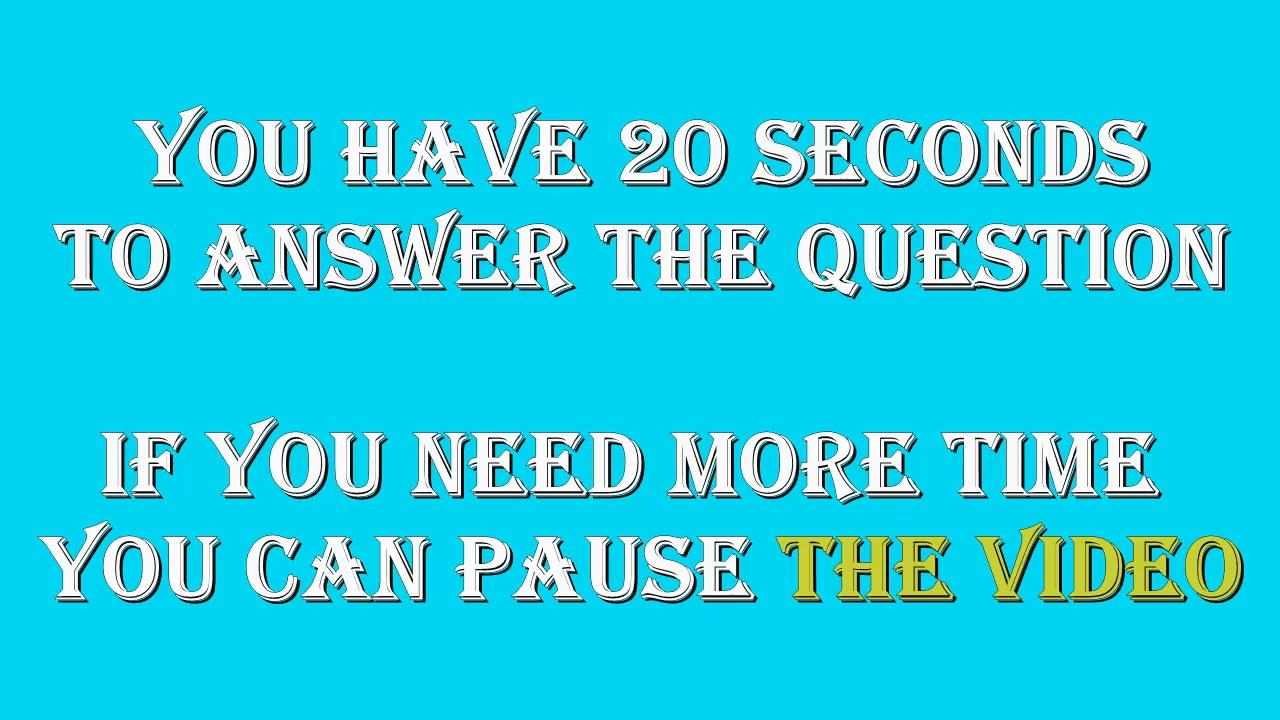 YOU HAVE 20 SECONDS
TO ANSWER THE QUESTION
IF YOU NEED MORE TIME
YOU CAN PAUSE THE VIDEO